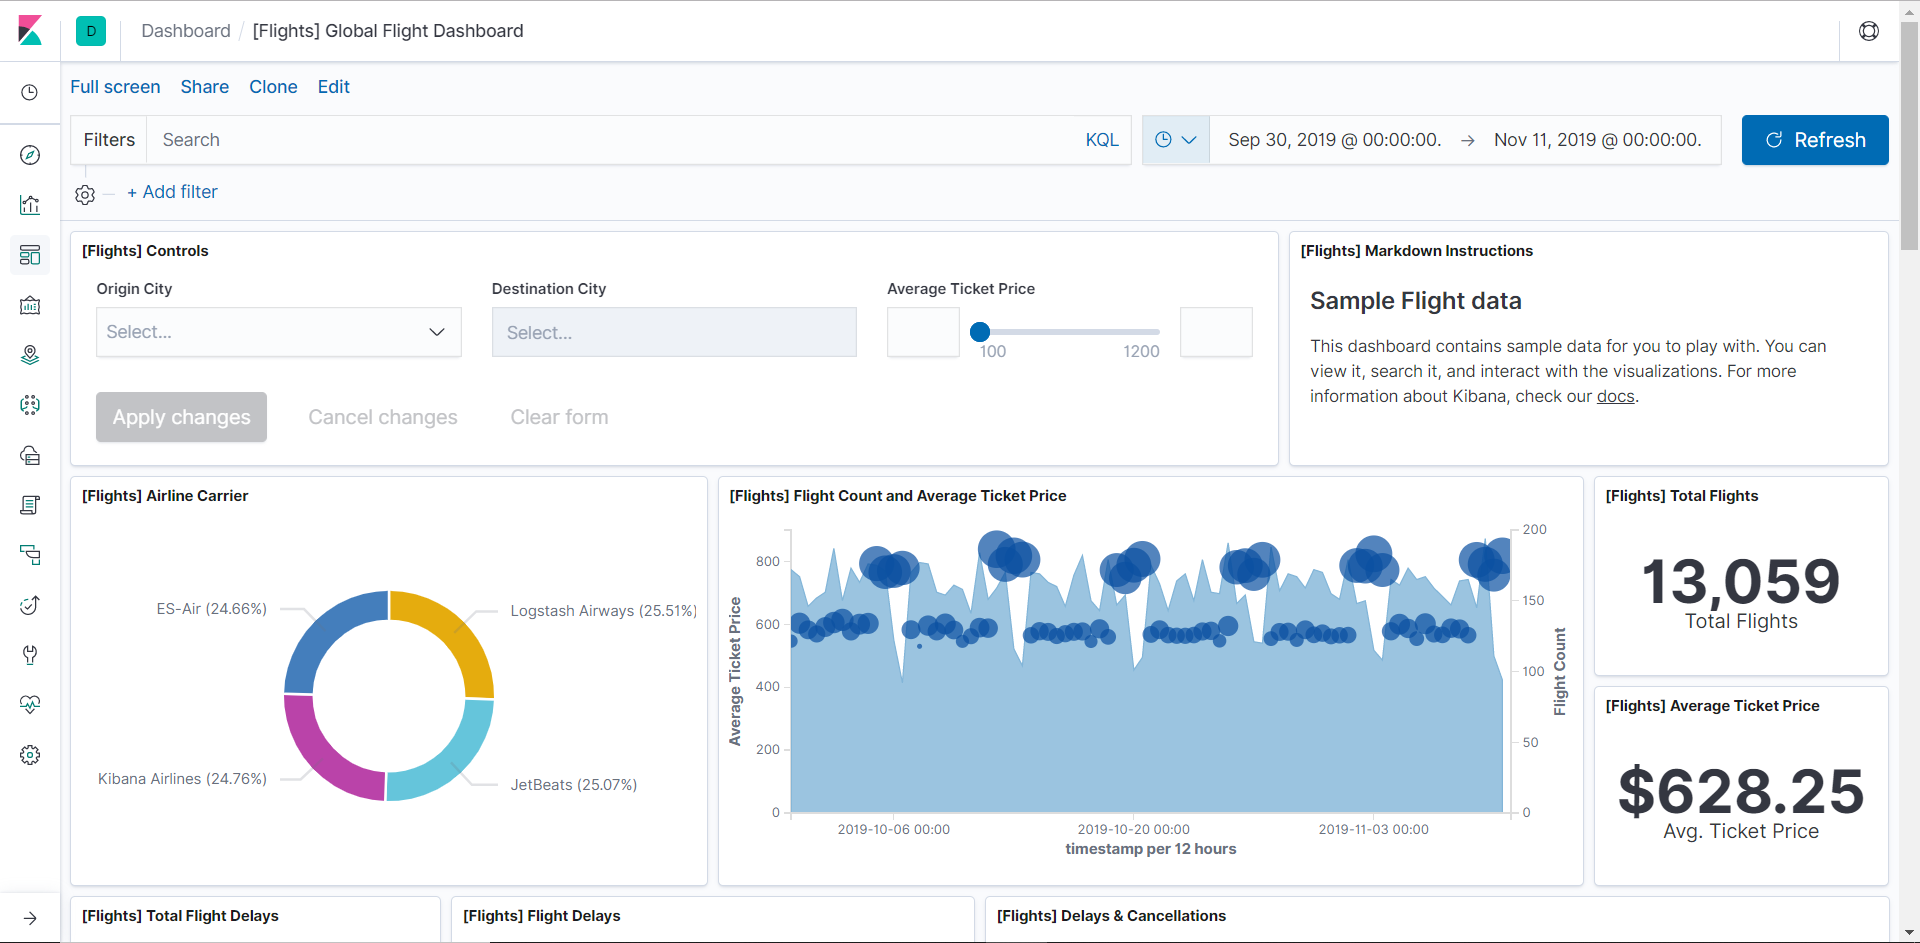 D
Dashboard / [Flights] Global Flight Dashboard
Full screen Share Clone Edit
Filters Search KQL Sep 30, 2019 @ 00:00:00. → Nov 11, 2019 @ 00:00:00. Refresh
+ Add filter
[Flights] Controls
Origin City Destination City Average Ticket Price
Select... Select...
100 1200
Apply changes Cancel changes Clear form
[Flights] Markdown Instructions
Sample Flight data
This dashboard contains sample data for you to play with. You can
view it, search it, and interact with the visualizations. For more
information about Kibana, check our docs.
[Flights] Airline Carrier
ES-Air (24.66%)
Logstash Airways (25.51%)
Kibana Airlines (24.76%)
JetBeats (25.07%)
[Flights] Flight Count and Average Ticket Price
Average Ticket Price
800
600
400
200
0
200
150
100
50
0
Flight Count
2019-10-06 00:00 2019-10-20 00:00 2019-11-03 00:00
timestamp per 12 hours
[Flights] Total Flights
13,059
Total Flights
[Flights] Average Ticket Price
$628.25
Avg. Ticket Price
[Flights] Total Flight Delays
[Flights] Flight Delays
[Flights] Delays & Cancellations